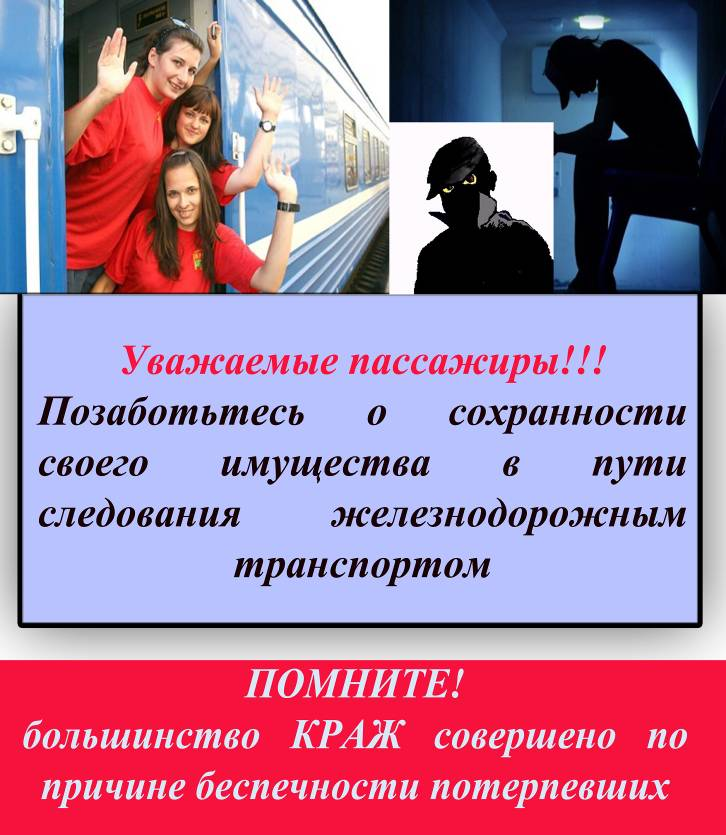 Уважаемые пассажиры!!!
Позаботьтесь о сохранности
своего имущества в пути
следования железнодорожным
транспортом
ПОМНИТЕ!
большинство КРАЖ совершено по
причине беспечности потерпевших